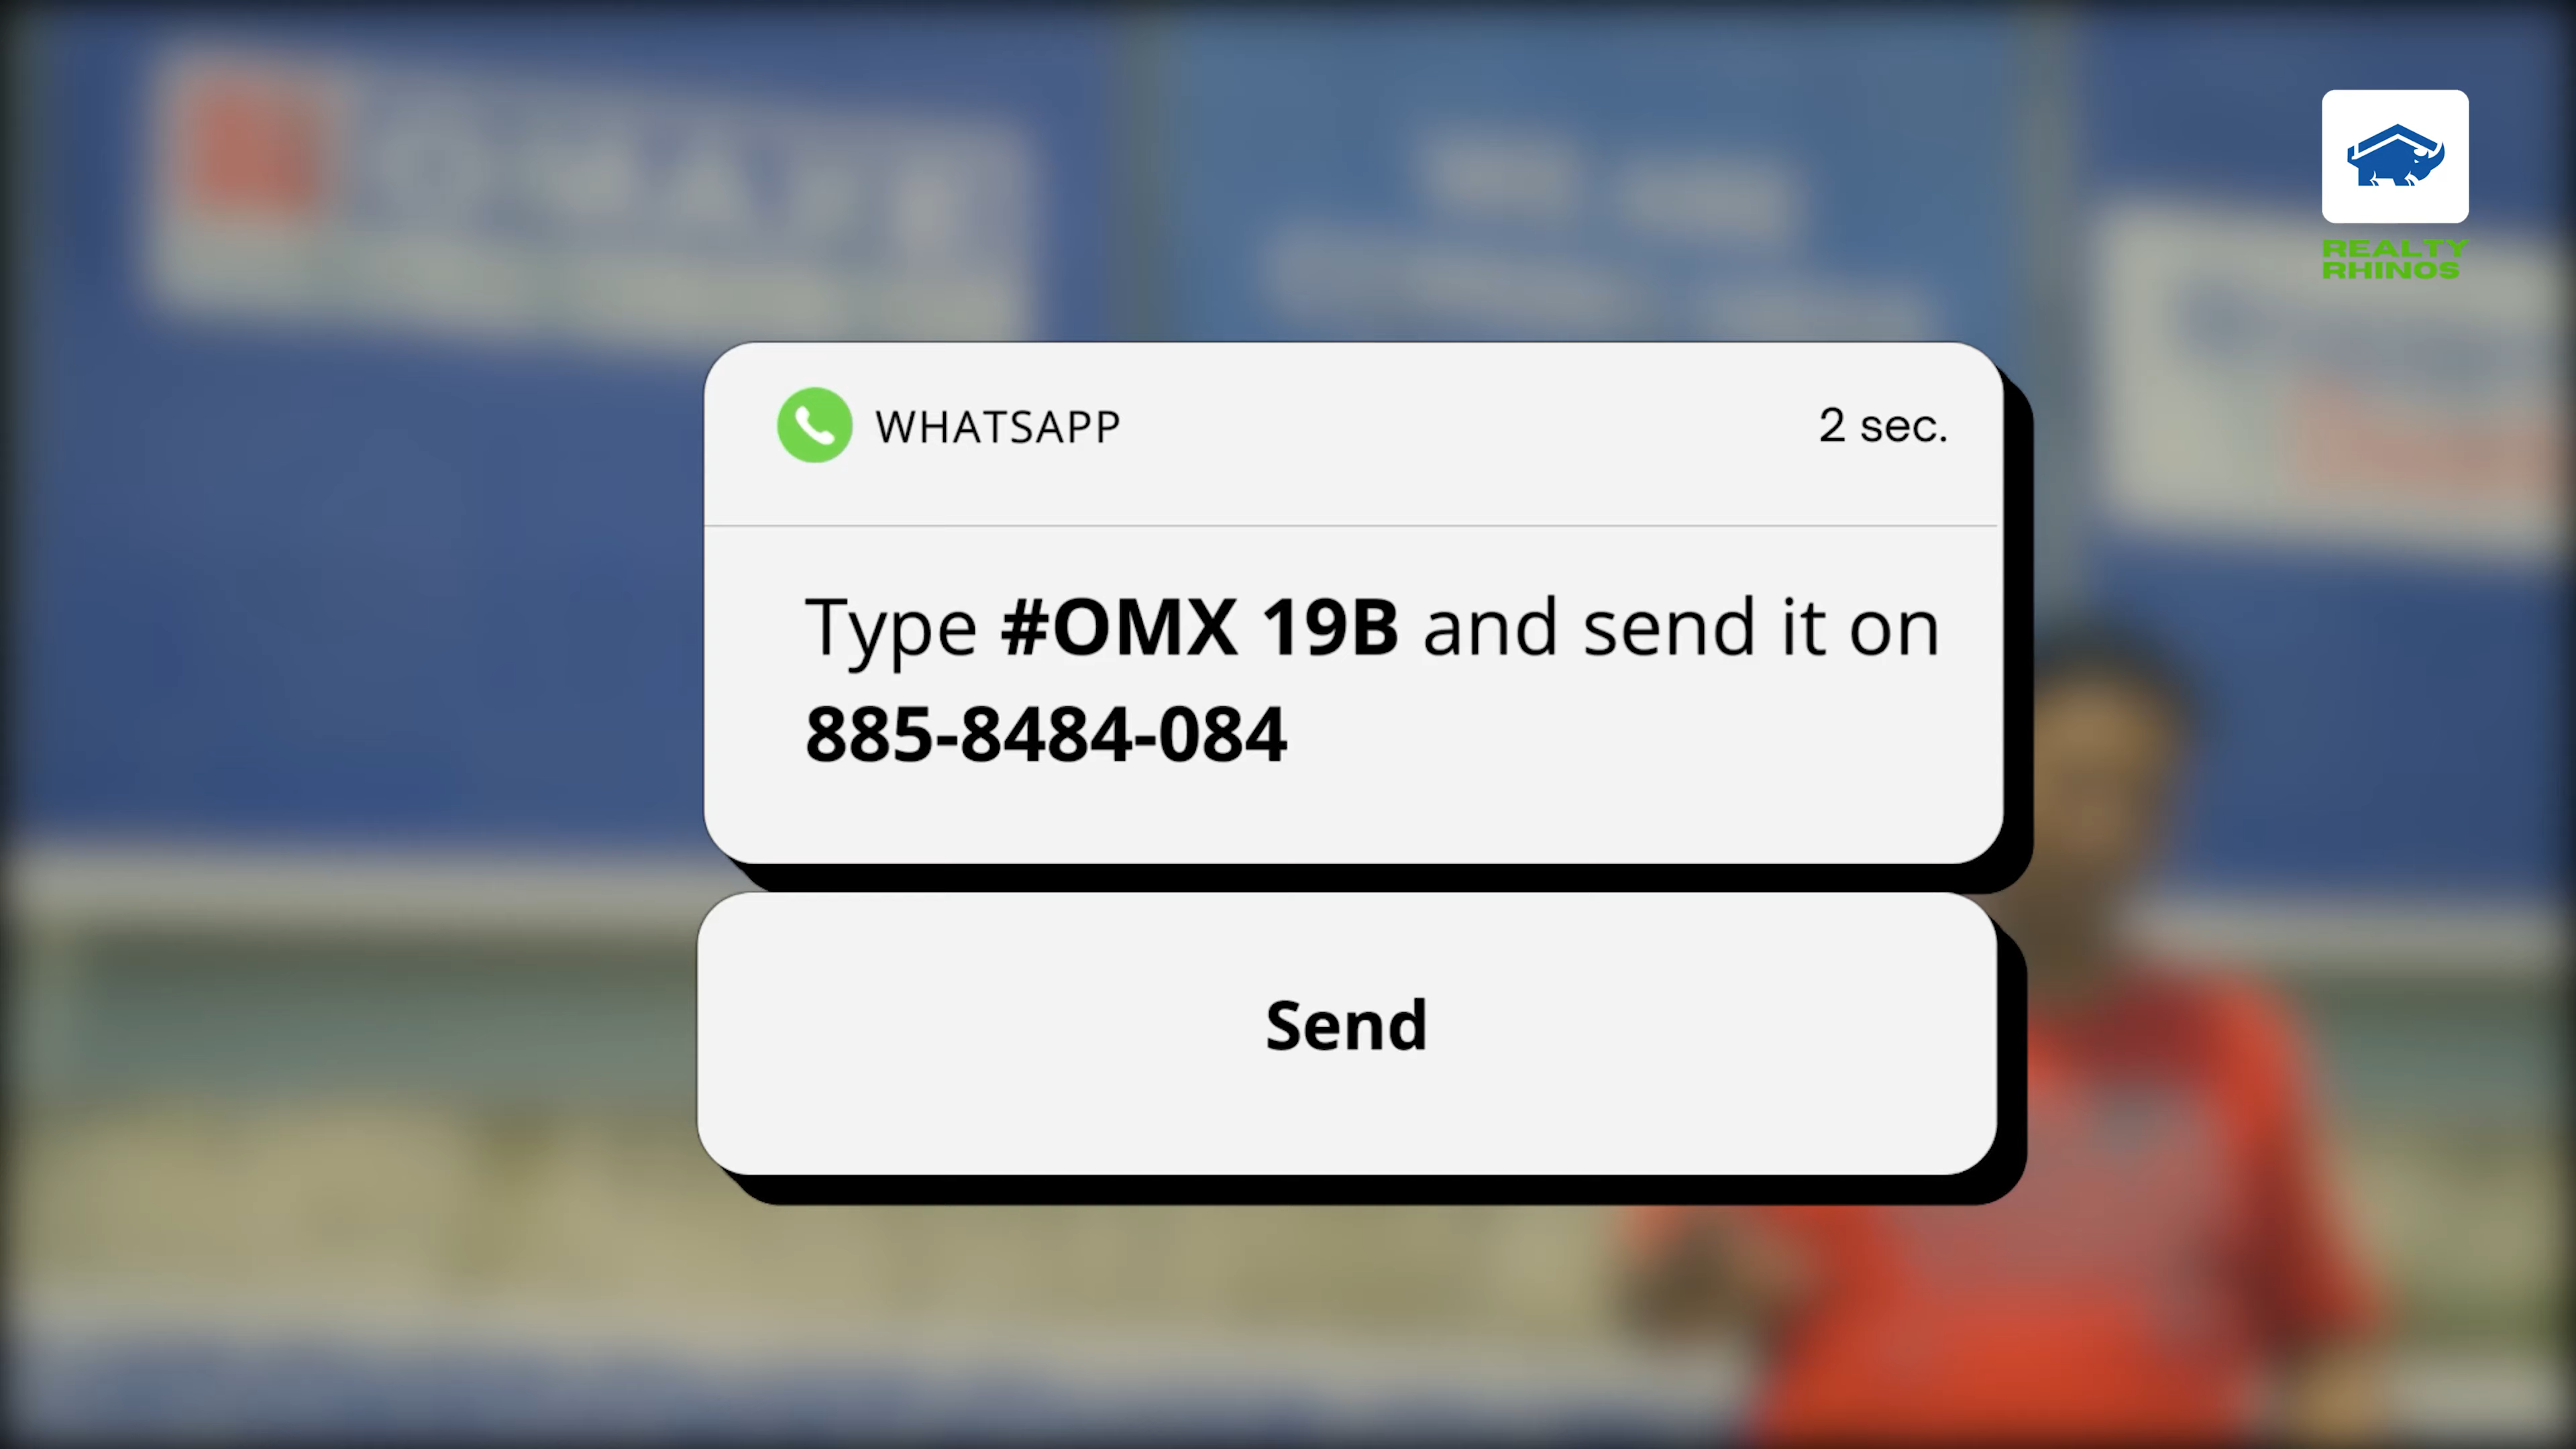 REALTY
RHINOS
WHATSAPP
2 sec.
Type #OMX 19B and send it on
885-8484-084
Send